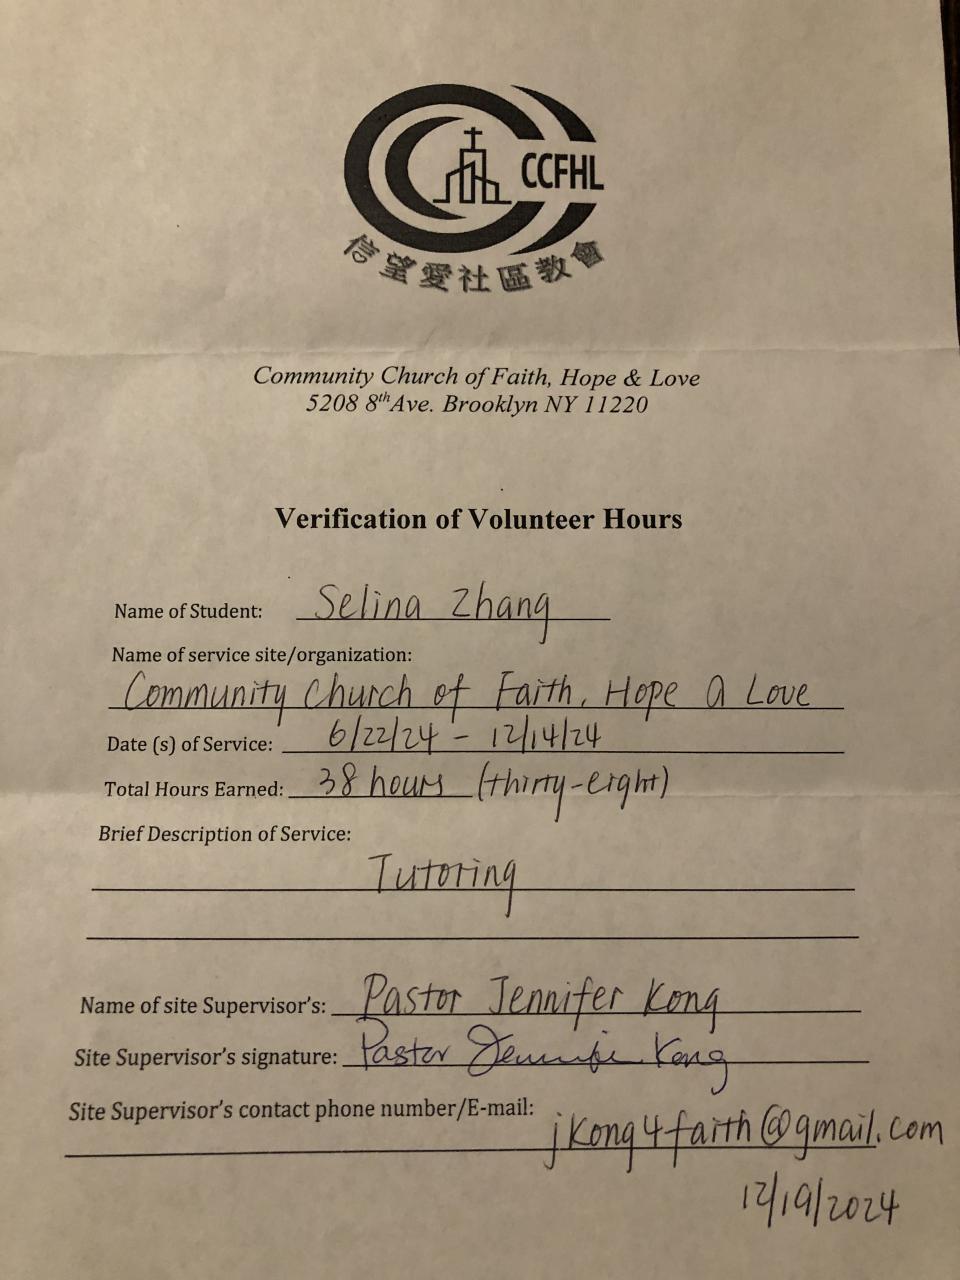 CCFHL
信望愛社區教會
Community Church of Faith, Hope & Love
5208 8th Ave. Brooklyn NY 11220
Verification of Volunteer Hours
Name of Student: Selina Zhang
Name of service site/organization:
Community Church of Faith, Hope & Love
Date (s) of Service: 6/22/24 - 12/14/24
Total Hours Earned: 38 hours (thirty-eight)
Brief Description of Service:
Tutoring
Name of site Supervisor's: Pastor Jennifer Kong
Site Supervisor's signature: Pastor Jennifer Kong
Site Supervisor's contact phone number/E-mail:
jkong4faith@gmail.com
12/19/2024